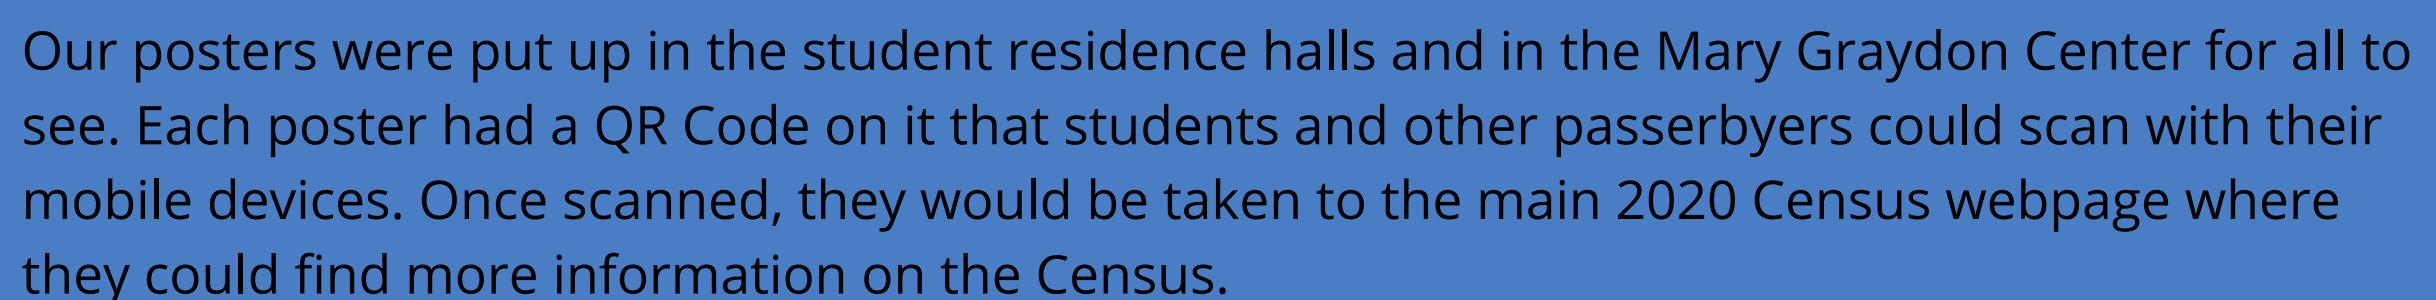 Our posters were put up in the student residence halls and in the Mary Graydon Center for all to
see. Each poster had a QR Code on it that students and other passerbyers could scan with their
mobile devices. Once scanned, they would be taken to the main 2020 Census webpage where
they could find more information on the Census.